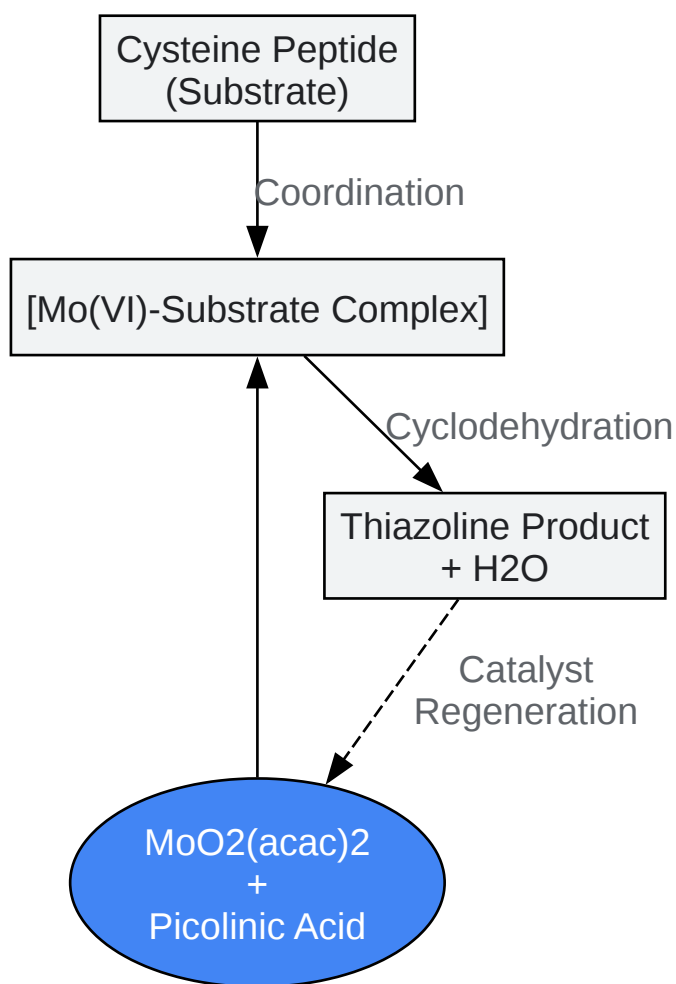 Cysteine Peptide
(Substrate)
Coordination
[Mo(VI)-Substrate Complex]
Cyclodehydration
Thiazoline Product
+ H2O
Catalyst
Regeneration
MoO2(acac)2
+
Picolinic Acid